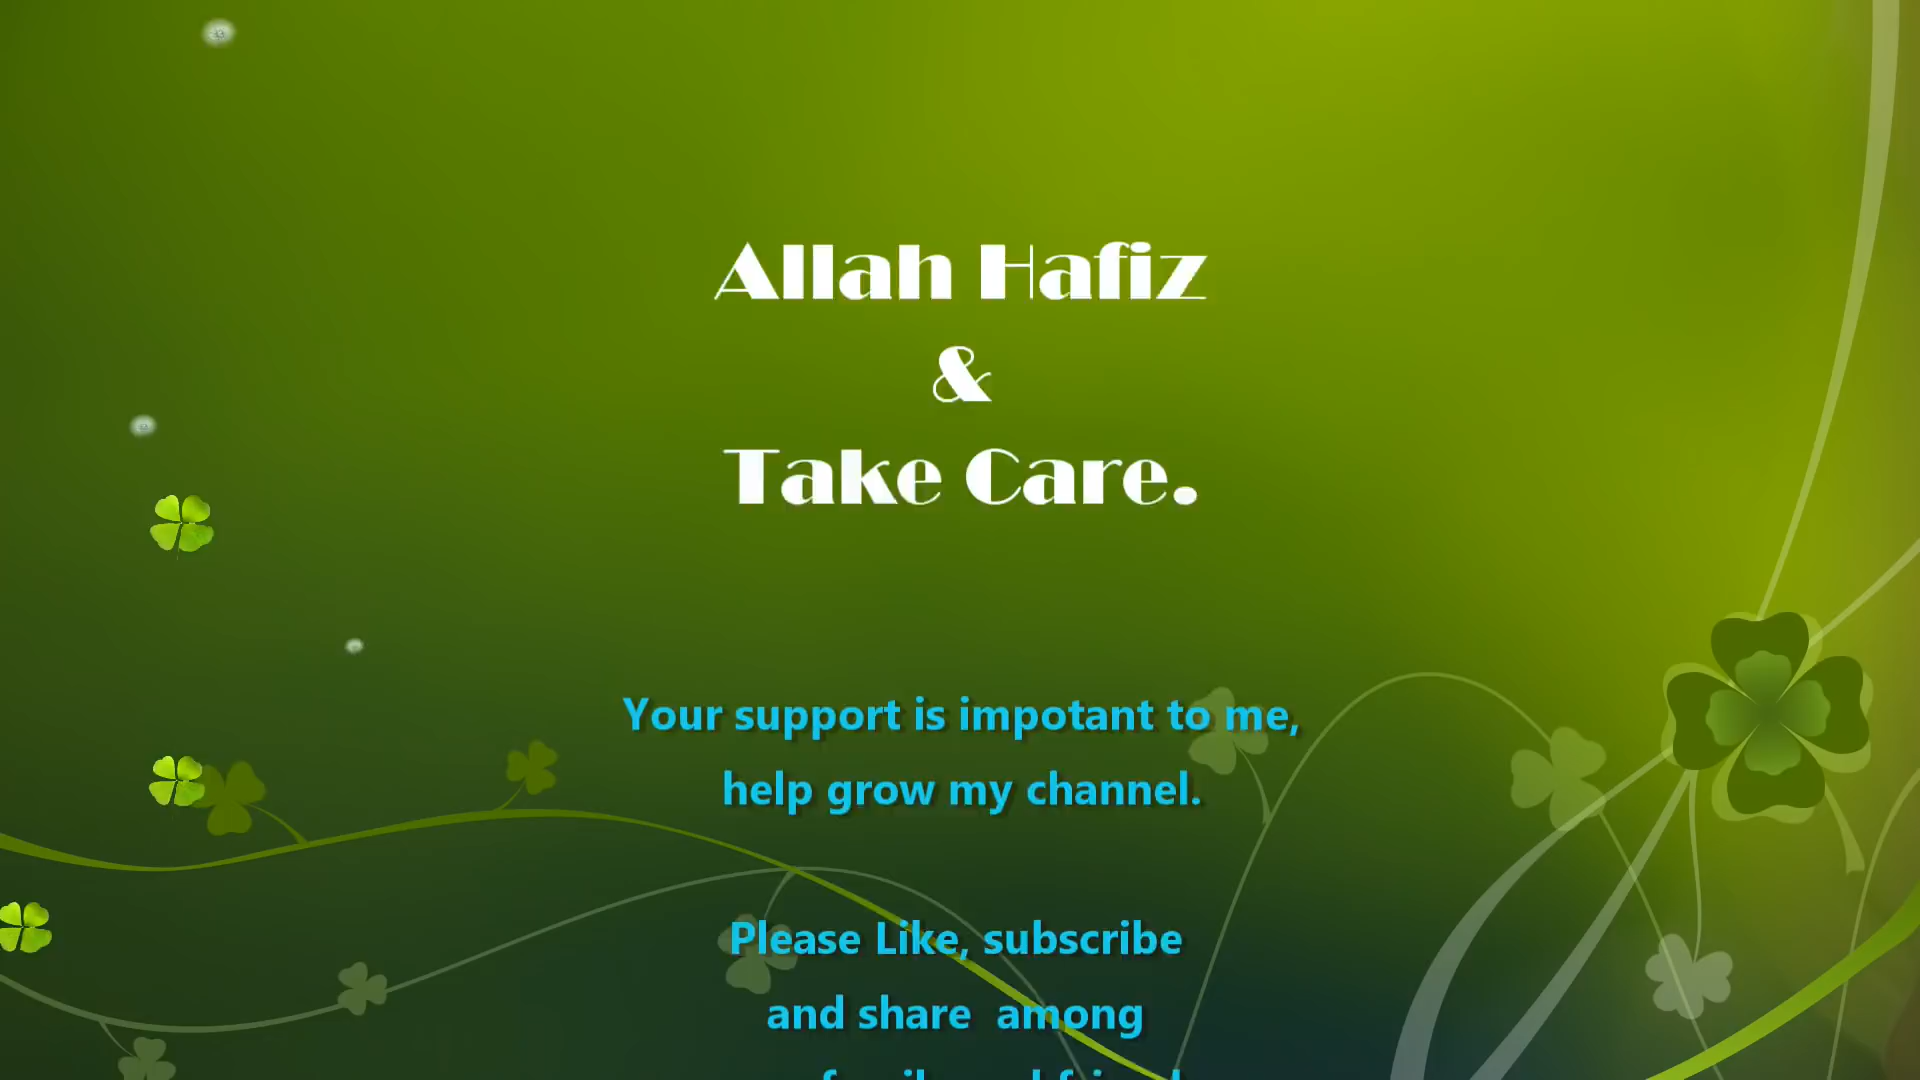 Allah Hafiz
&
Take Care.
Your support is impotant to me,
help grow my channel.
Please Like, subscribe
and share  among